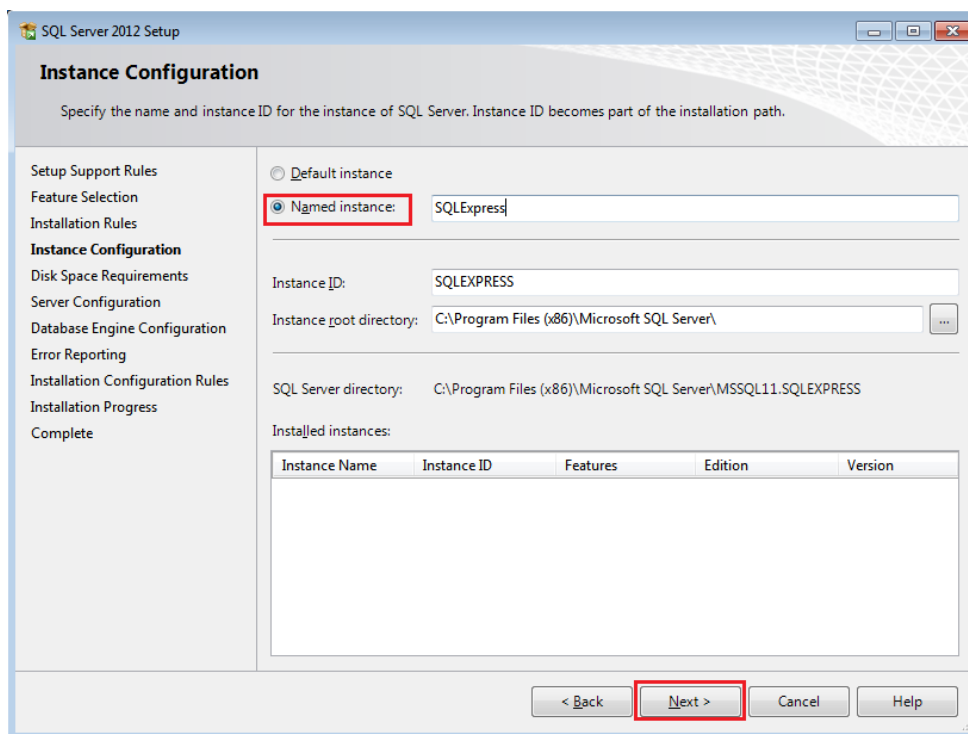 SQL Server 2012 Setup
Instance Configuration
Specify the name and instance ID for the instance of SQL Server. Instance ID becomes part of the installation path.
Setup Support Rules
Feature Selection
Installation Rules
Instance Configuration
Disk Space Requirements
Server Configuration
Database Engine Configuration
Error Reporting
Installation Configuration Rules
Installation Progress
Complete
Default instance
Named instance: SQLExpress
Instance ID: SQLEXPRESS
Instance root directory: C:\Program Files (x86)\Microsoft SQL Server\ ...
SQL Server directory: C:\Program Files (x86)\Microsoft SQL Server\MSSQL11.SQLEXPRESS
Installed instances:
Instance Name Instance ID Features Edition Version
< Back Next > Cancel Help